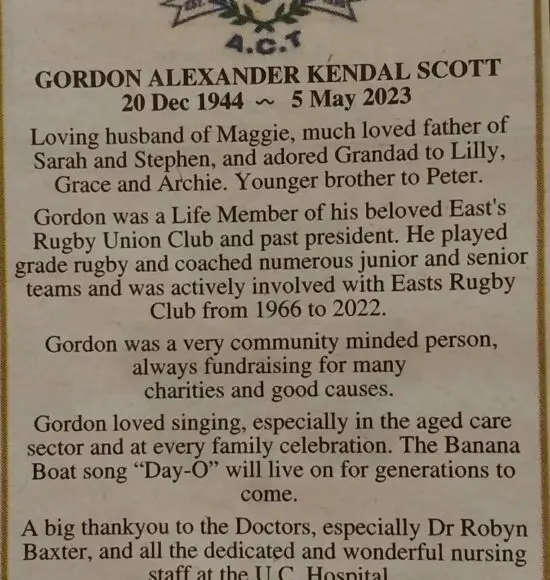 EST.
A.C.T
GORDON ALEXANDER KENDAL SCOTT
20 Dec 1944 ~ 5 May 2023
Loving husband of Maggie, much loved father of
Sarah and Stephen, and adored Grandad to Lilly,
Grace and Archie. Younger brother to Peter.
Gordon was a Life Member of his beloved East's
Rugby Union Club and past president. He played
grade rugby and coached numerous junior and senior
teams and was actively involved with Easts Rugby
Club from 1966 to 2022.
Gordon was a very community minded person,
always fundraising for many
charities and good causes.
Gordon loved singing, especially in the aged care
sector and at every family celebration. The Banana
Boat song “Day-O” will live on for generations to
come.
A big thankyou to the Doctors, especially Dr Robyn
Baxter, and all the dedicated and wonderful nursing
staff at the U.C. Hospital